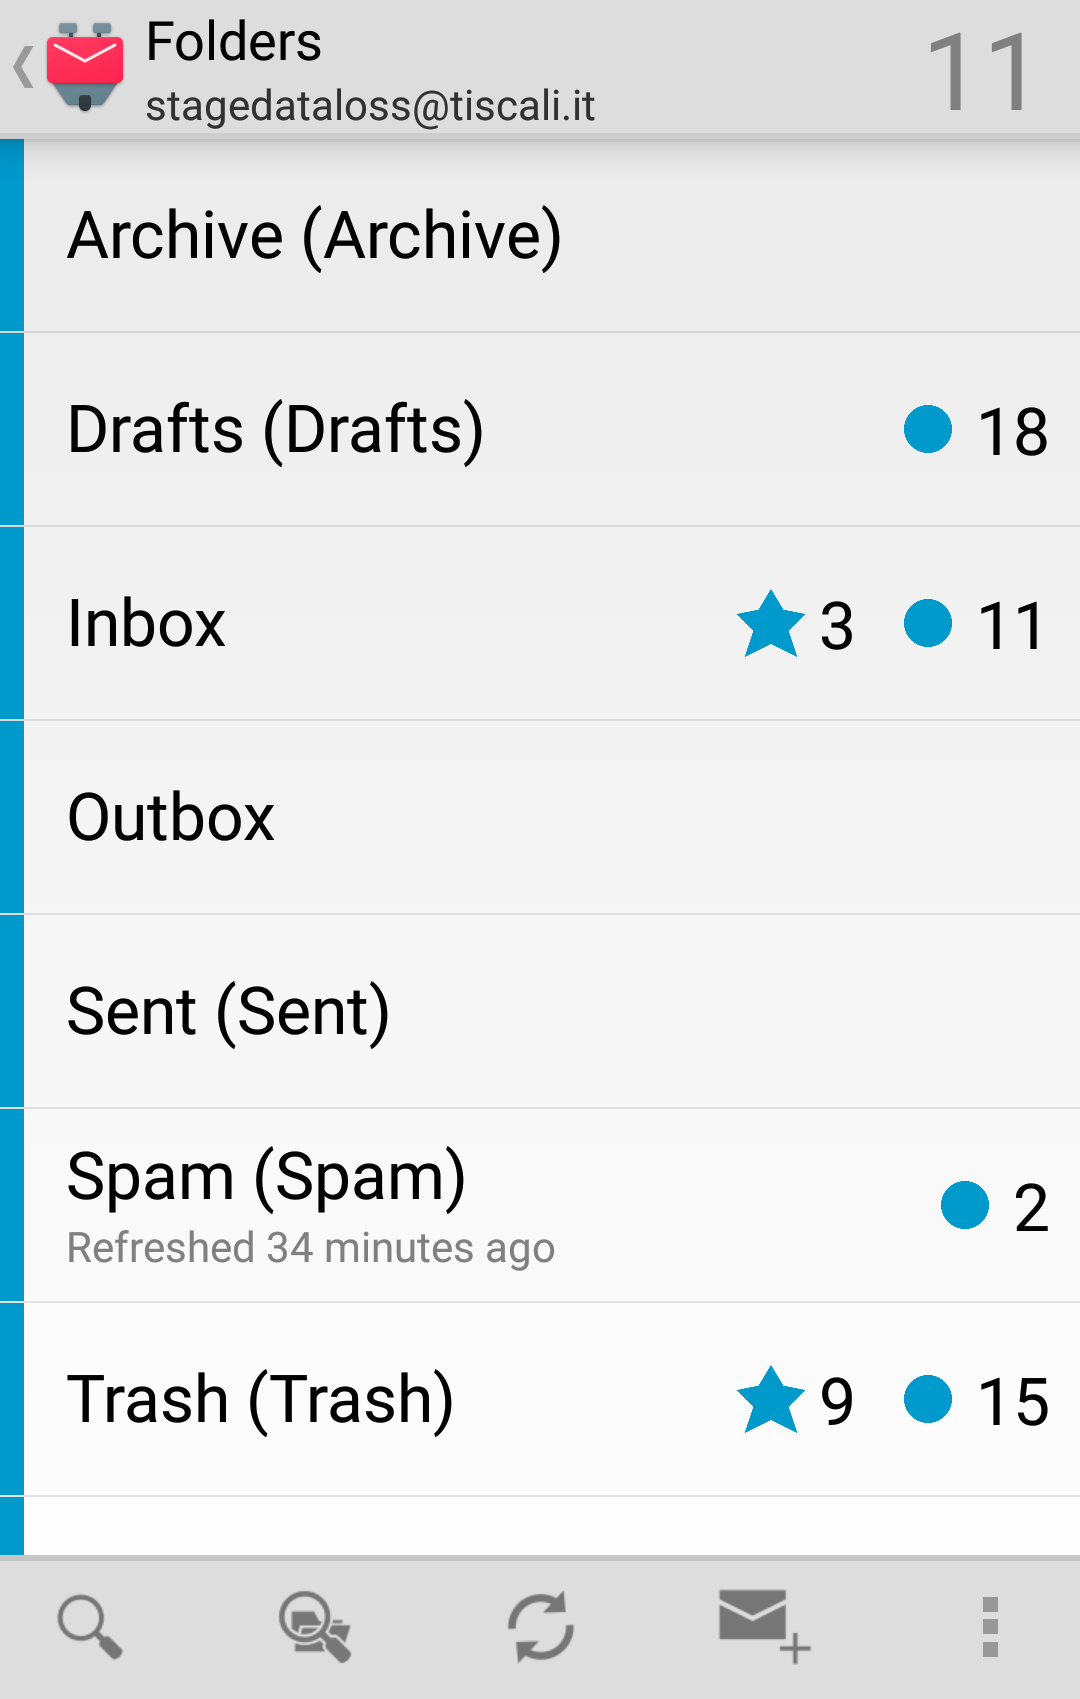 Folders
stagedataloss@tiscali.it
11
Archive (Archive)
Drafts (Drafts) 18
Inbox 3 11
Outbox
Sent (Sent)
Spam (Spam) 2
Refreshed 34 minutes ago
Trash (Trash) 9 15